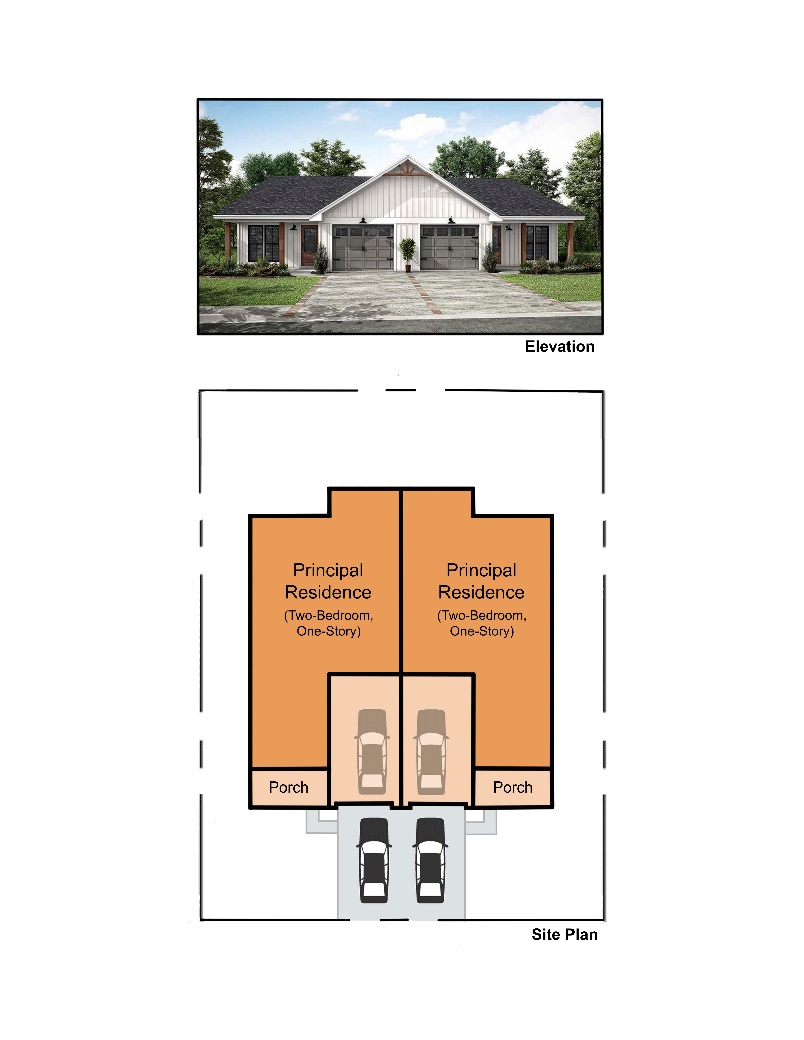 Elevation
Principal
Residence
(Two-Bedroom,
One-Story)
Principal
Residence
(Two-Bedroom,
One-Story)
Porch
Porch
Site Plan